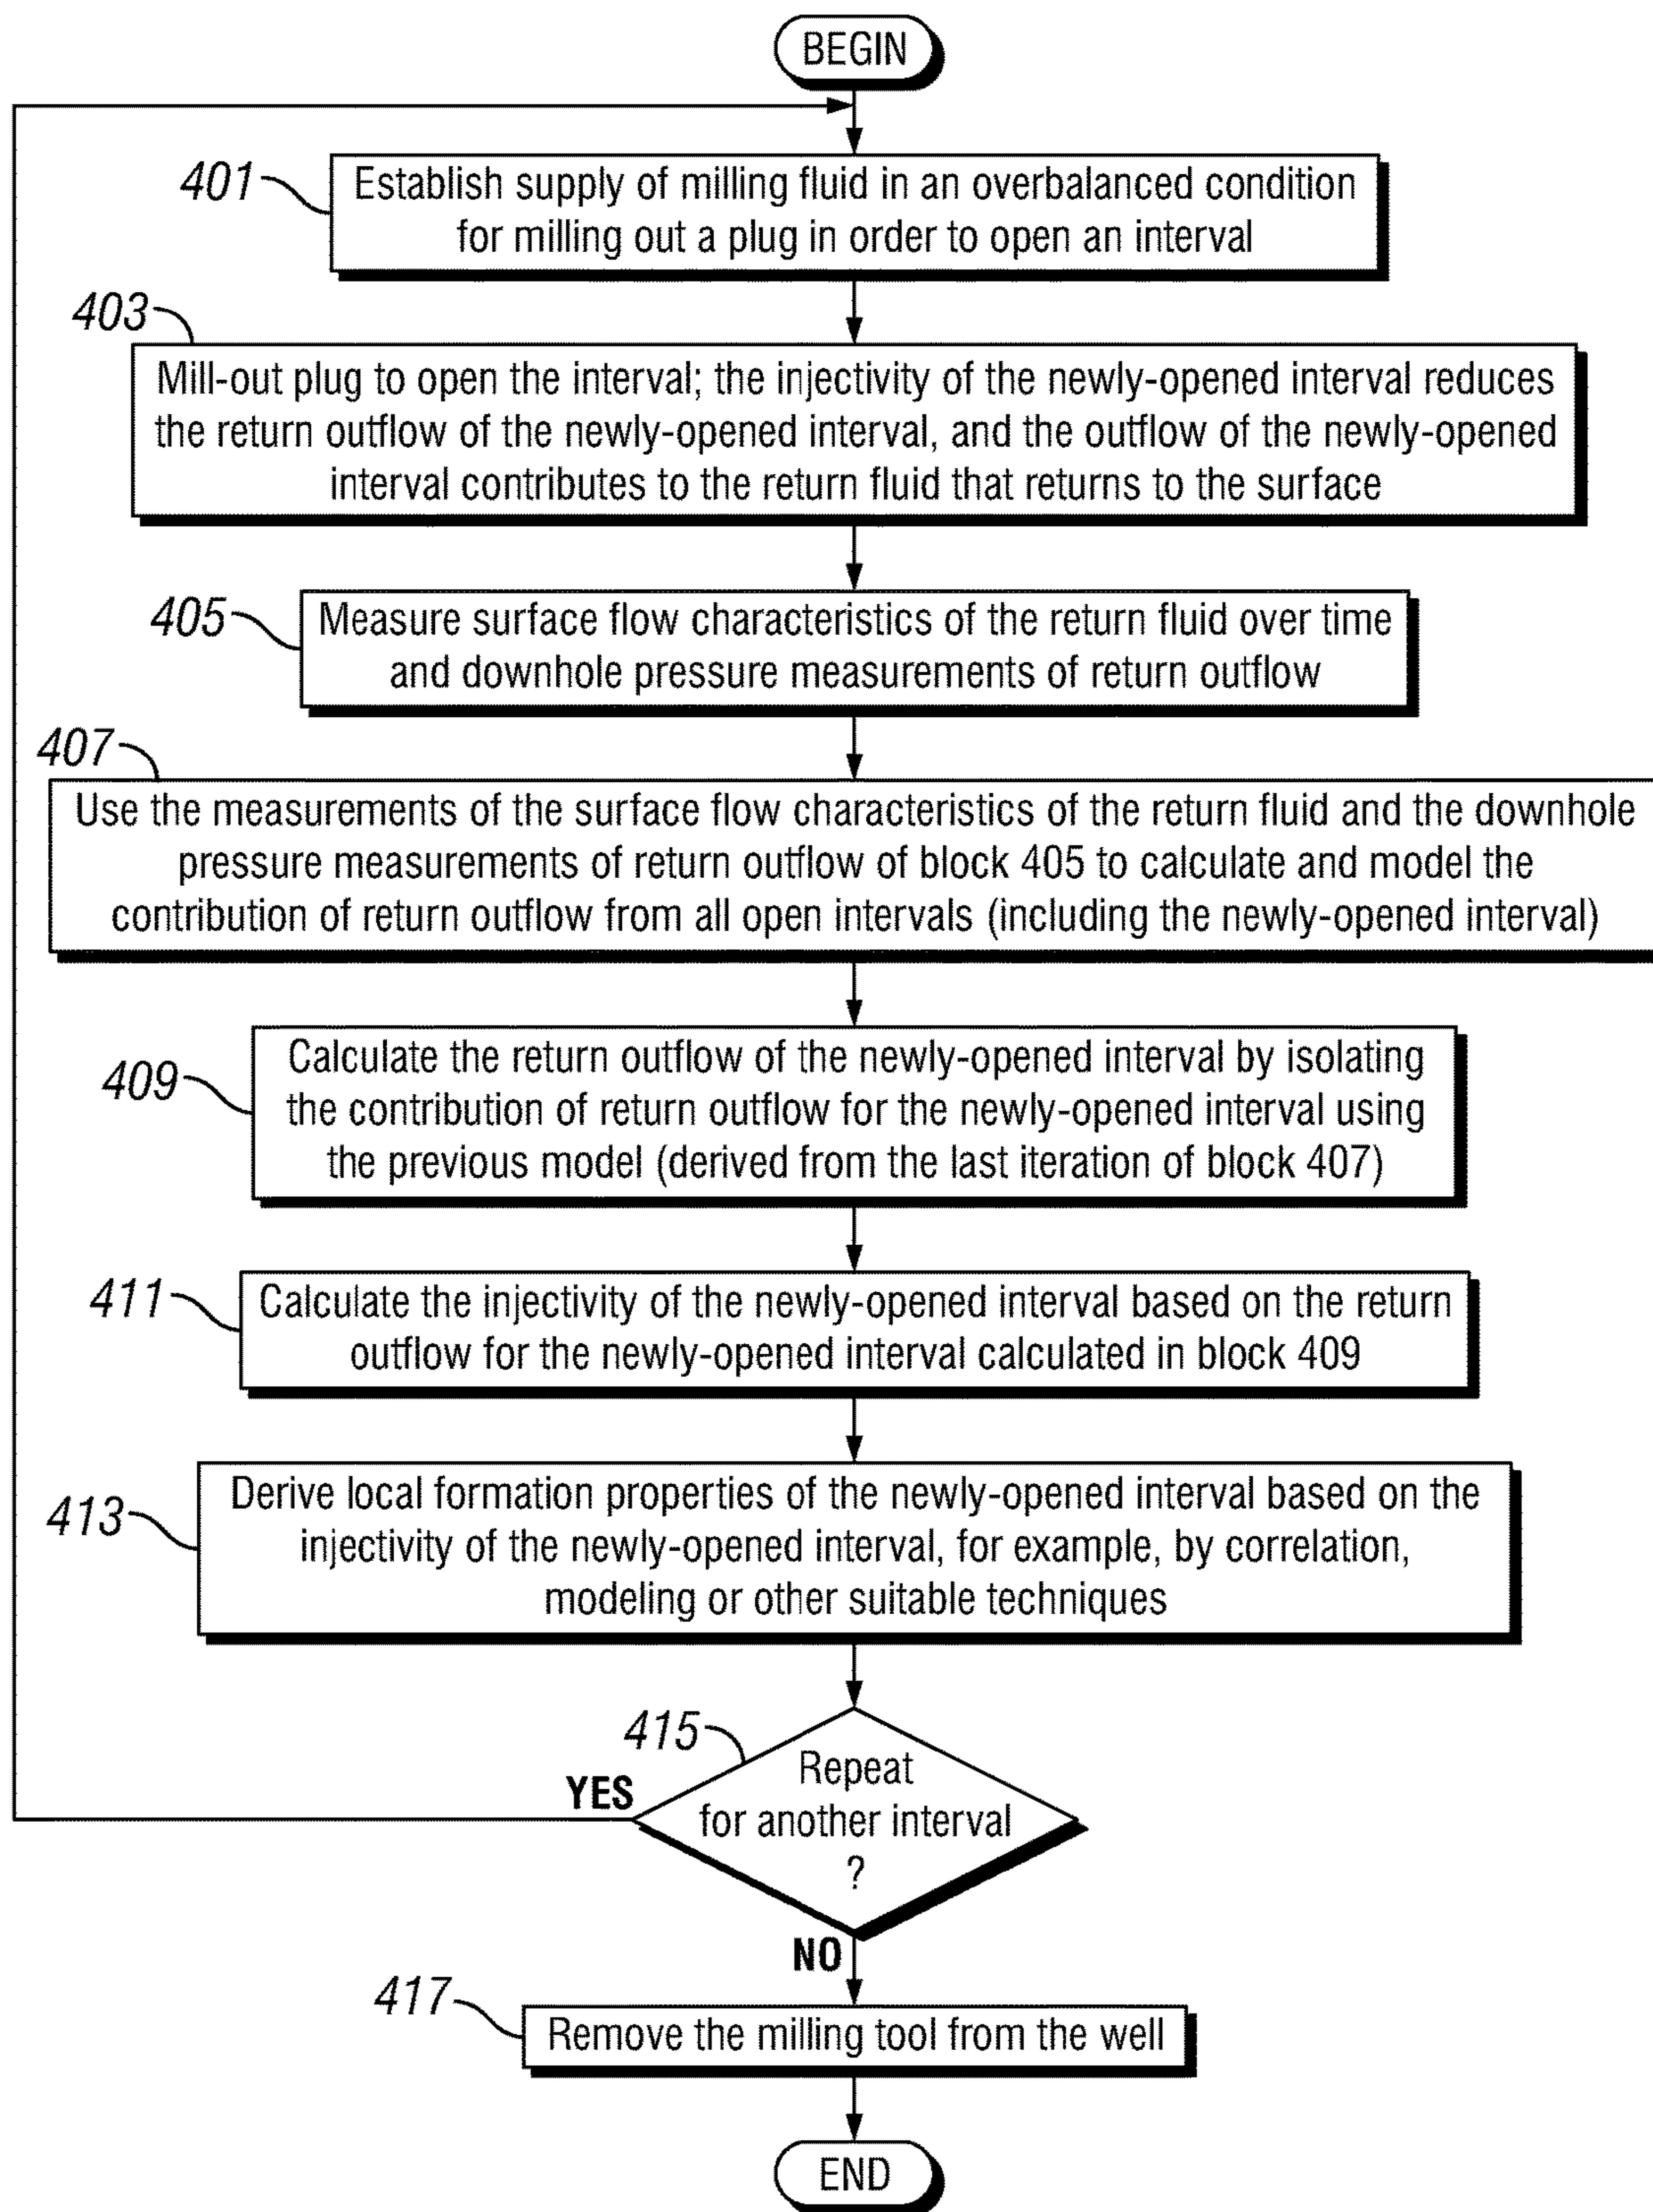 BEGIN
401
Establish supply of milling fluid in an overbalanced condition
for milling out a plug in order to open an interval
403
Mill-out plug to open the interval; the injectivity of the newly-opened interval reduces
the return outflow of the newly-opened interval, and the outflow of the newly-opened
interval contributes to the return fluid that returns to the surface
405
Measure surface flow characteristics of the return fluid over time
and downhole pressure measurements of return outflow
407
Use the measurements of the surface flow characteristics of the return fluid and the downhole
pressure measurements of return outflow of block 405 to calculate and model the
contribution of return outflow from all open intervals (including the newly-opened interval)
409
Calculate the return outflow of the newly-opened interval by isolating
the contribution of return outflow for the newly-opened interval using
the previous model (derived from the last iteration of block 407)
411
Calculate the injectivity of the newly-opened interval based on the return
outflow for the newly-opened interval calculated in block 409
413
Derive local formation properties of the newly-opened interval based on the
injectivity of the newly-opened interval, for example, by correlation,
modeling or other suitable techniques
415
Repeat
for another interval
?
YES
NO
417
Remove the milling tool from the well
END